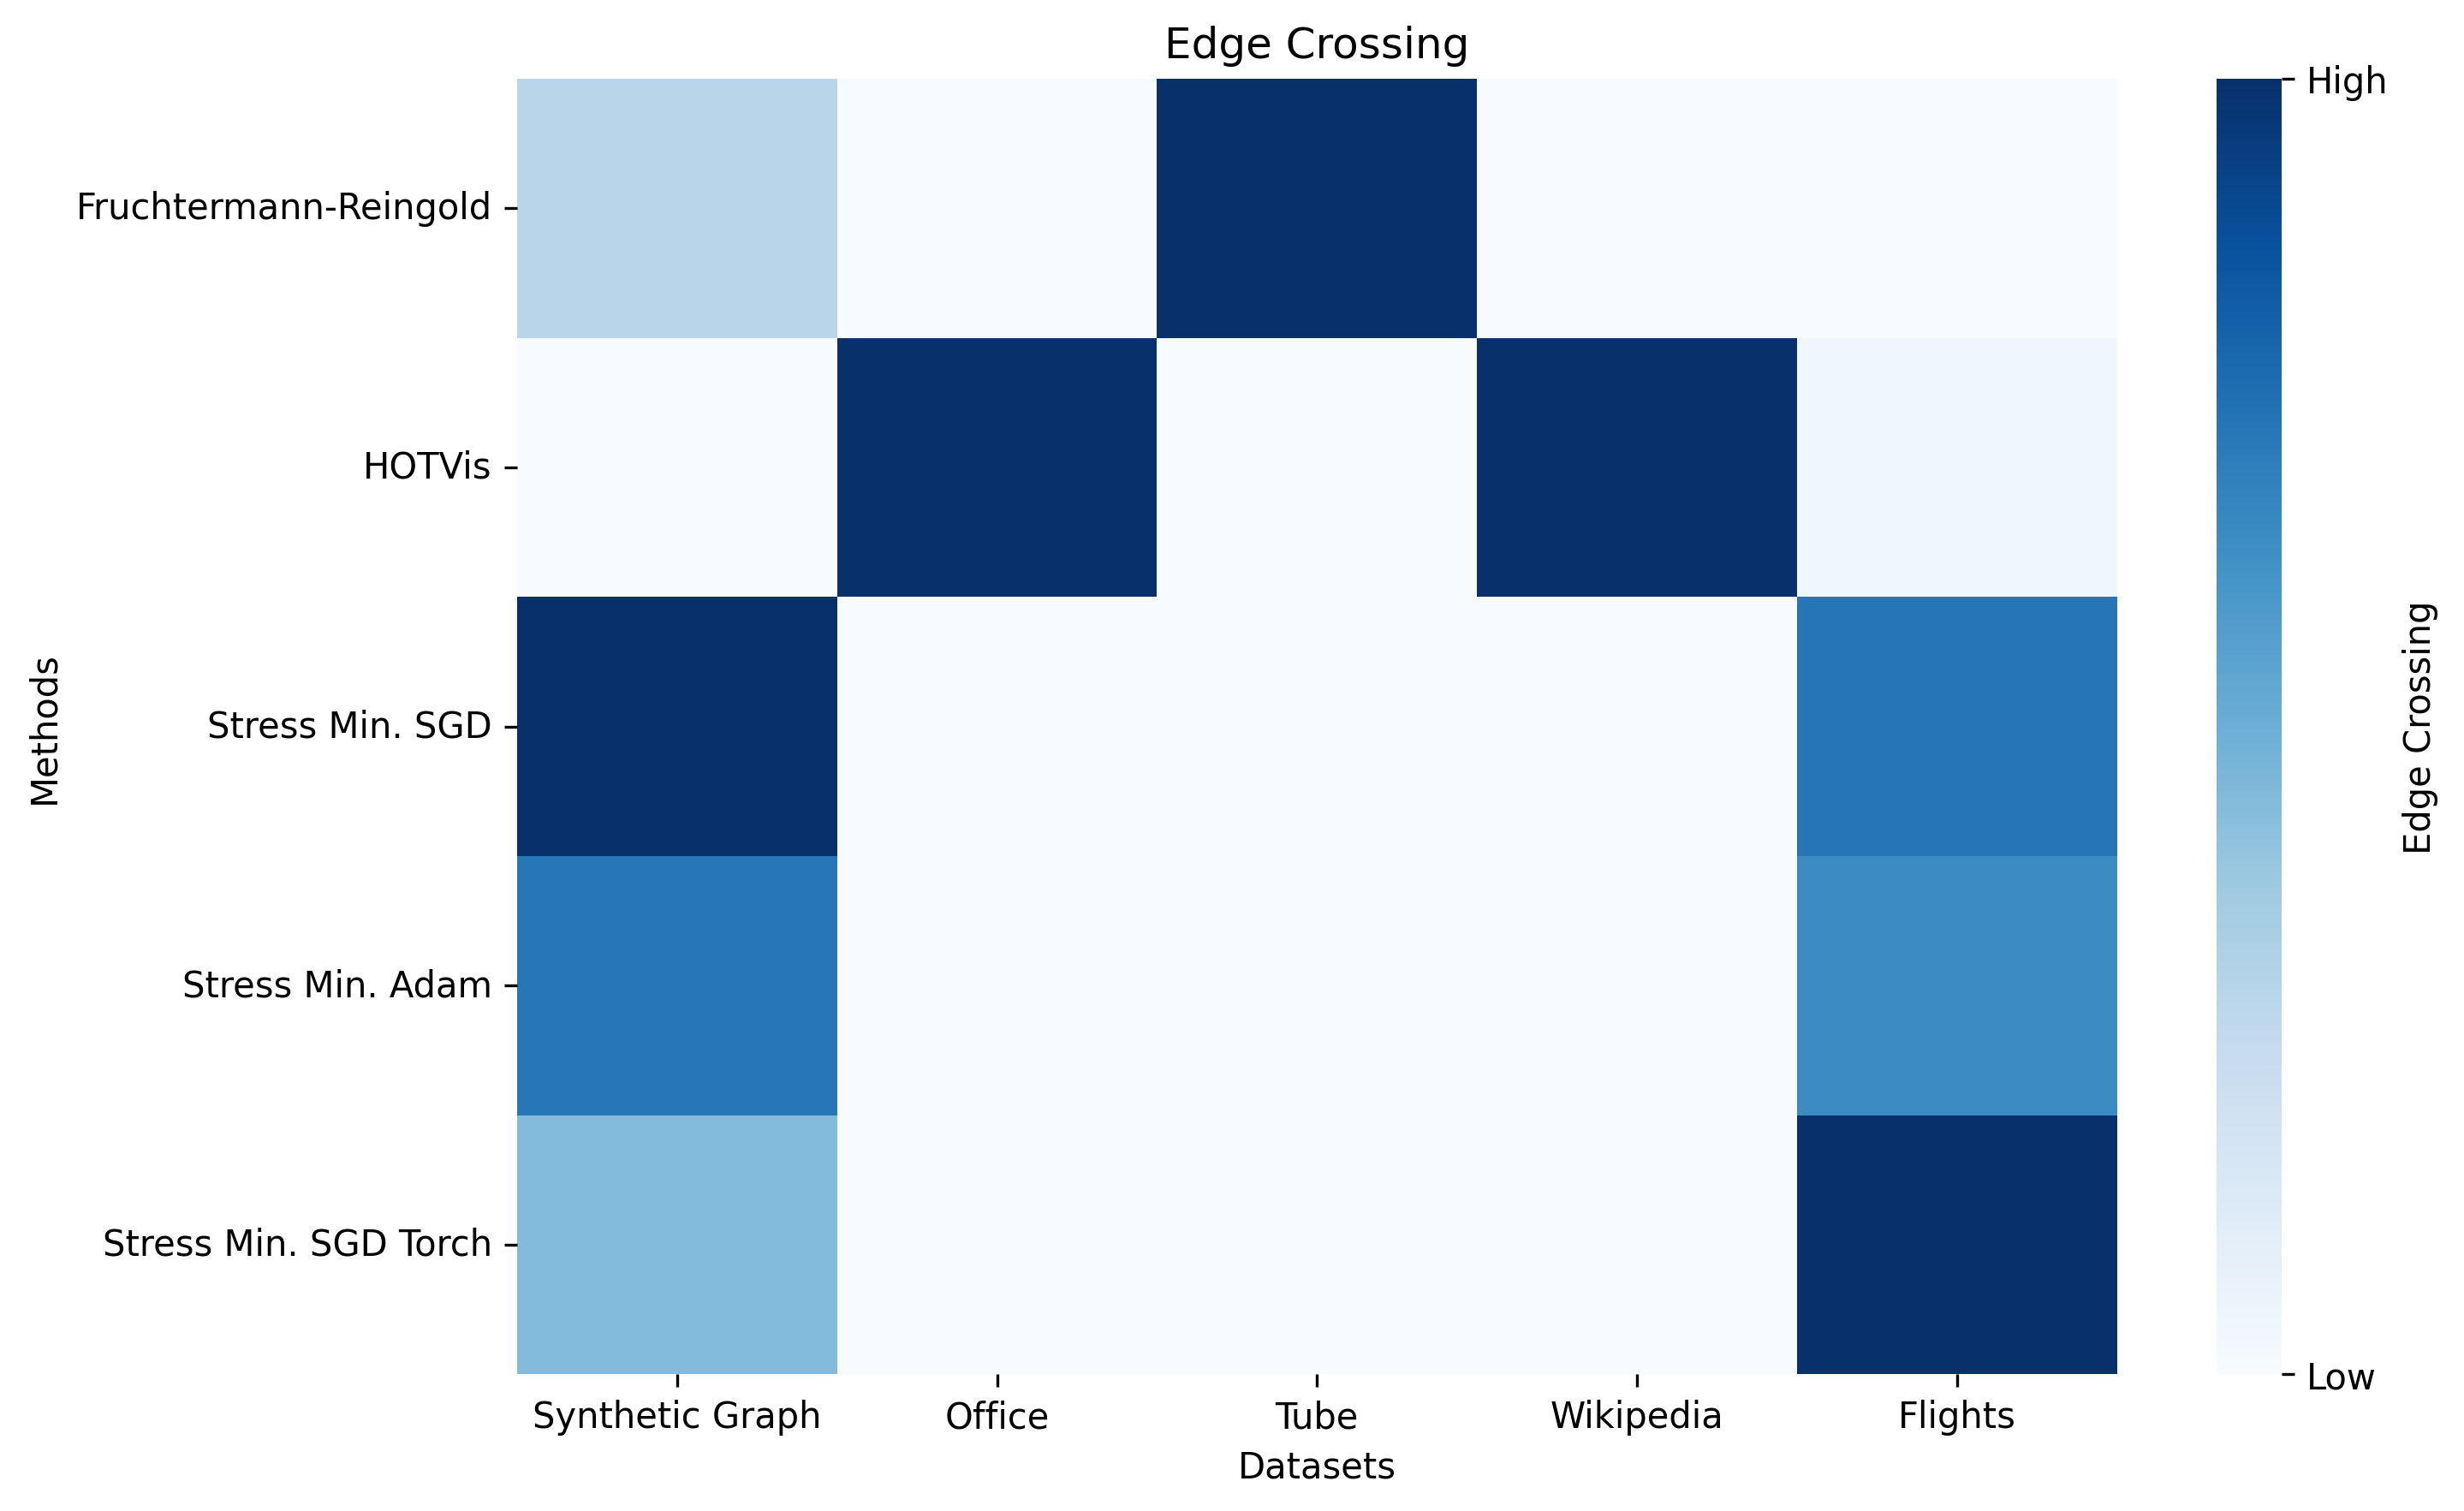 Edge Crossing
High
Fruchtermann-Reingold
HOTVis
Stress Min. SGD
Stress Min. Adam
Stress Min. SGD Torch
Methods
Edge Crossing
Low
Synthetic Graph
Office
Tube
Wikipedia
Flights
Datasets